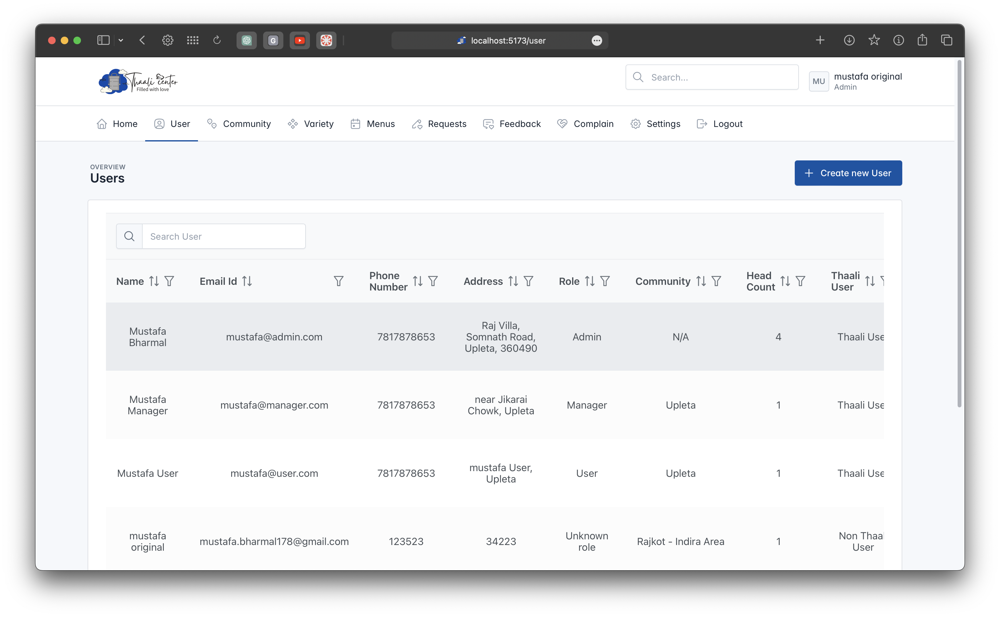 G
localhost:5173/user
Thaali center
Filled with love
Search...
MU
mustafa original
Admin
Home
User
Community
Variety
Menus
Requests
Feedback
Complain
Settings
Logout
OVERVIEW
Users
Create new User
Search User
Name
Email Id
Phone
Number
Address
Role
Community
Head
Count
Thaali
User
Mustafa
Bharmal
mustafa@admin.com
7817878653
Raj Villa,
Somnath Road,
Upleta, 360490
Admin
N/A
4
Thaali Use
Mustafa
Manager
mustafa@manager.com
7817878653
near Jikarai
Chowk, Upleta
Manager
Upleta
1
Thaali Use
Mustafa User
mustafa@user.com
7817878653
mustafa User,
Upleta
User
Upleta
1
Thaali Use
mustafa
original
mustafa.bharmal178@gmail.com
123523
34223
Unknown
role
Rajkot - Indira Area
1
Non Thaal
User